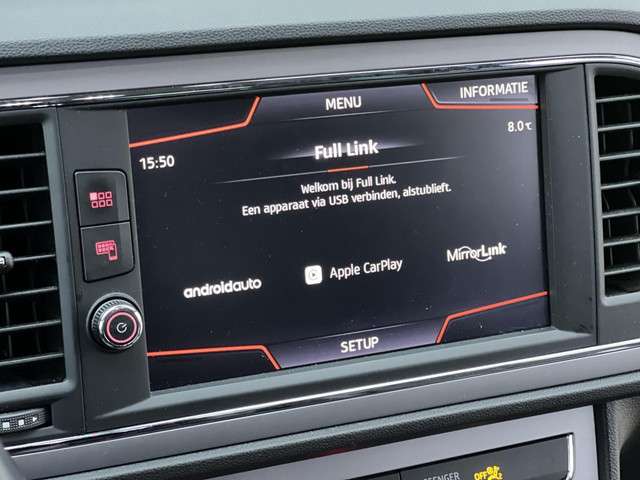 MENU
INFORMATIE
15:50
Full Link
8.0 °C
Welkom bij Full Link.
Een apparaat via USB verbinden, alstublieft.
androidauto
Apple CarPlay
MirrorLink
SETUP
OFF